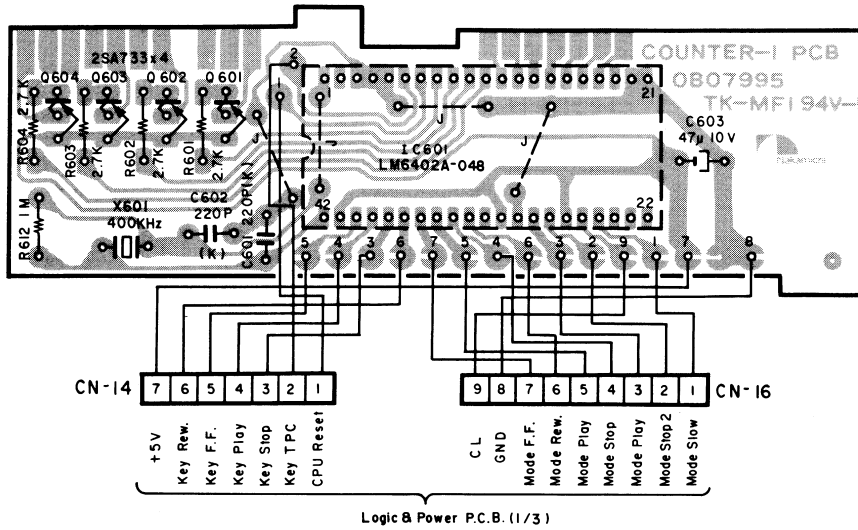 COUNTER-1 PCB
0B07995
TK-MF194V-
2SA733x4
Q604 Q603 Q602 Q601
2
21
R604 2.7K
R603 2.7K
R602 2.7K
R601 2.7K
1
J
J
J
J
IC601
LM6402A-048
C603
47μ 10V
nakamichi
R612 1M
X601
400KHz
C602
220P
(K)
C601 220P(K)
42
22
5 4 3 6 7 5 4 6 3 2 9 1 7 8
CN-14
7 6 5 4 3 2 1
+5V
Key Rew.
Key F.F.
Key Play
Key Stop
Key TPC
CPU Reset
9 8 7 6 5 4 3 2 1
CN-16
CL
GND
Mode F.F.
Mode Rew.
Mode Play
Mode Stop
Mode Play
Mode Stop2
Mode Slow
Logic & Power P.C.B. (1/3)